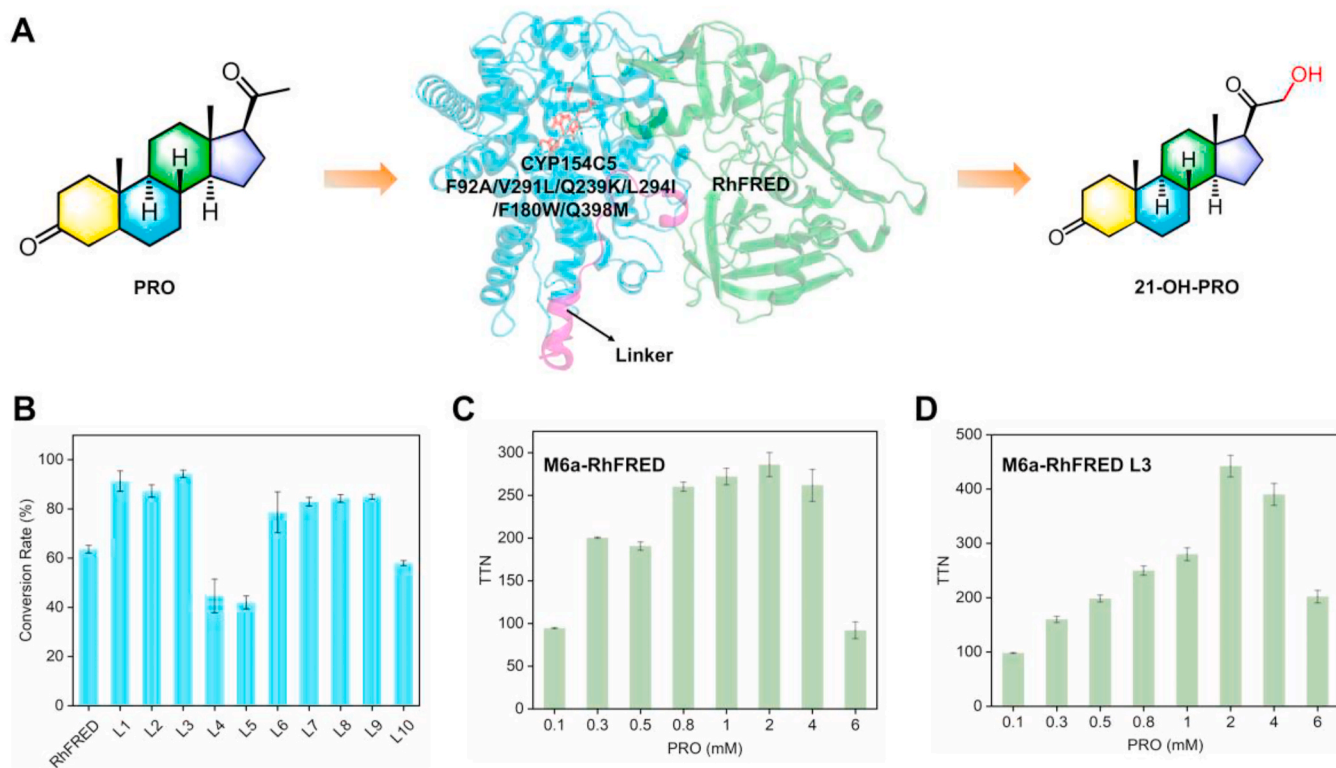 A
O
O
H
H
H
PRO
CYP154C5
F92A/V291L/Q239K/L294I
/F180W/Q398M
RhFRED
Linker
O
OH
O
H
H
H
21-OH-PRO
B
Conversion Rate (%)
100
80
60
40
20
0
RhFRED
L1
L2
L3
L4
L5
L6
L7
L8
L9
L10
C
M6a-RhFRED
TTN
300
250
200
150
100
50
0
0.1
0.3
0.5
0.8
1
2
4
6
PRO (mM)
D
M6a-RhFRED L3
TTN
500
400
300
200
100
0
0.1
0.3
0.5
0.8
1
2
4
6
PRO (mM)